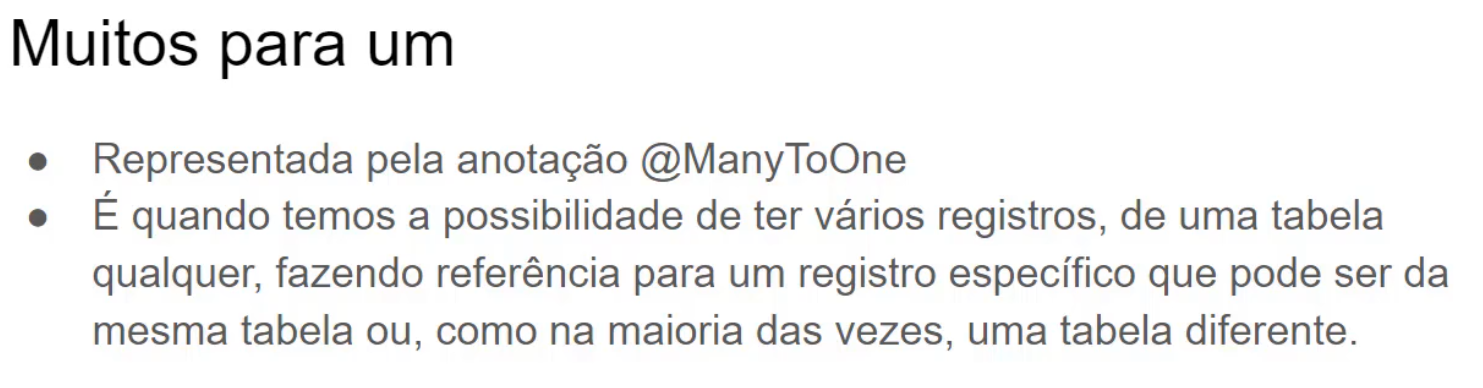 Muitos para um
● Representada pela anotação @ManyToOne
● É quando temos a possibilidade de ter vários registros, de uma tabela
qualquer, fazendo referência para um registro específico que pode ser da
mesma tabela ou, como na maioria das vezes, uma tabela diferente.